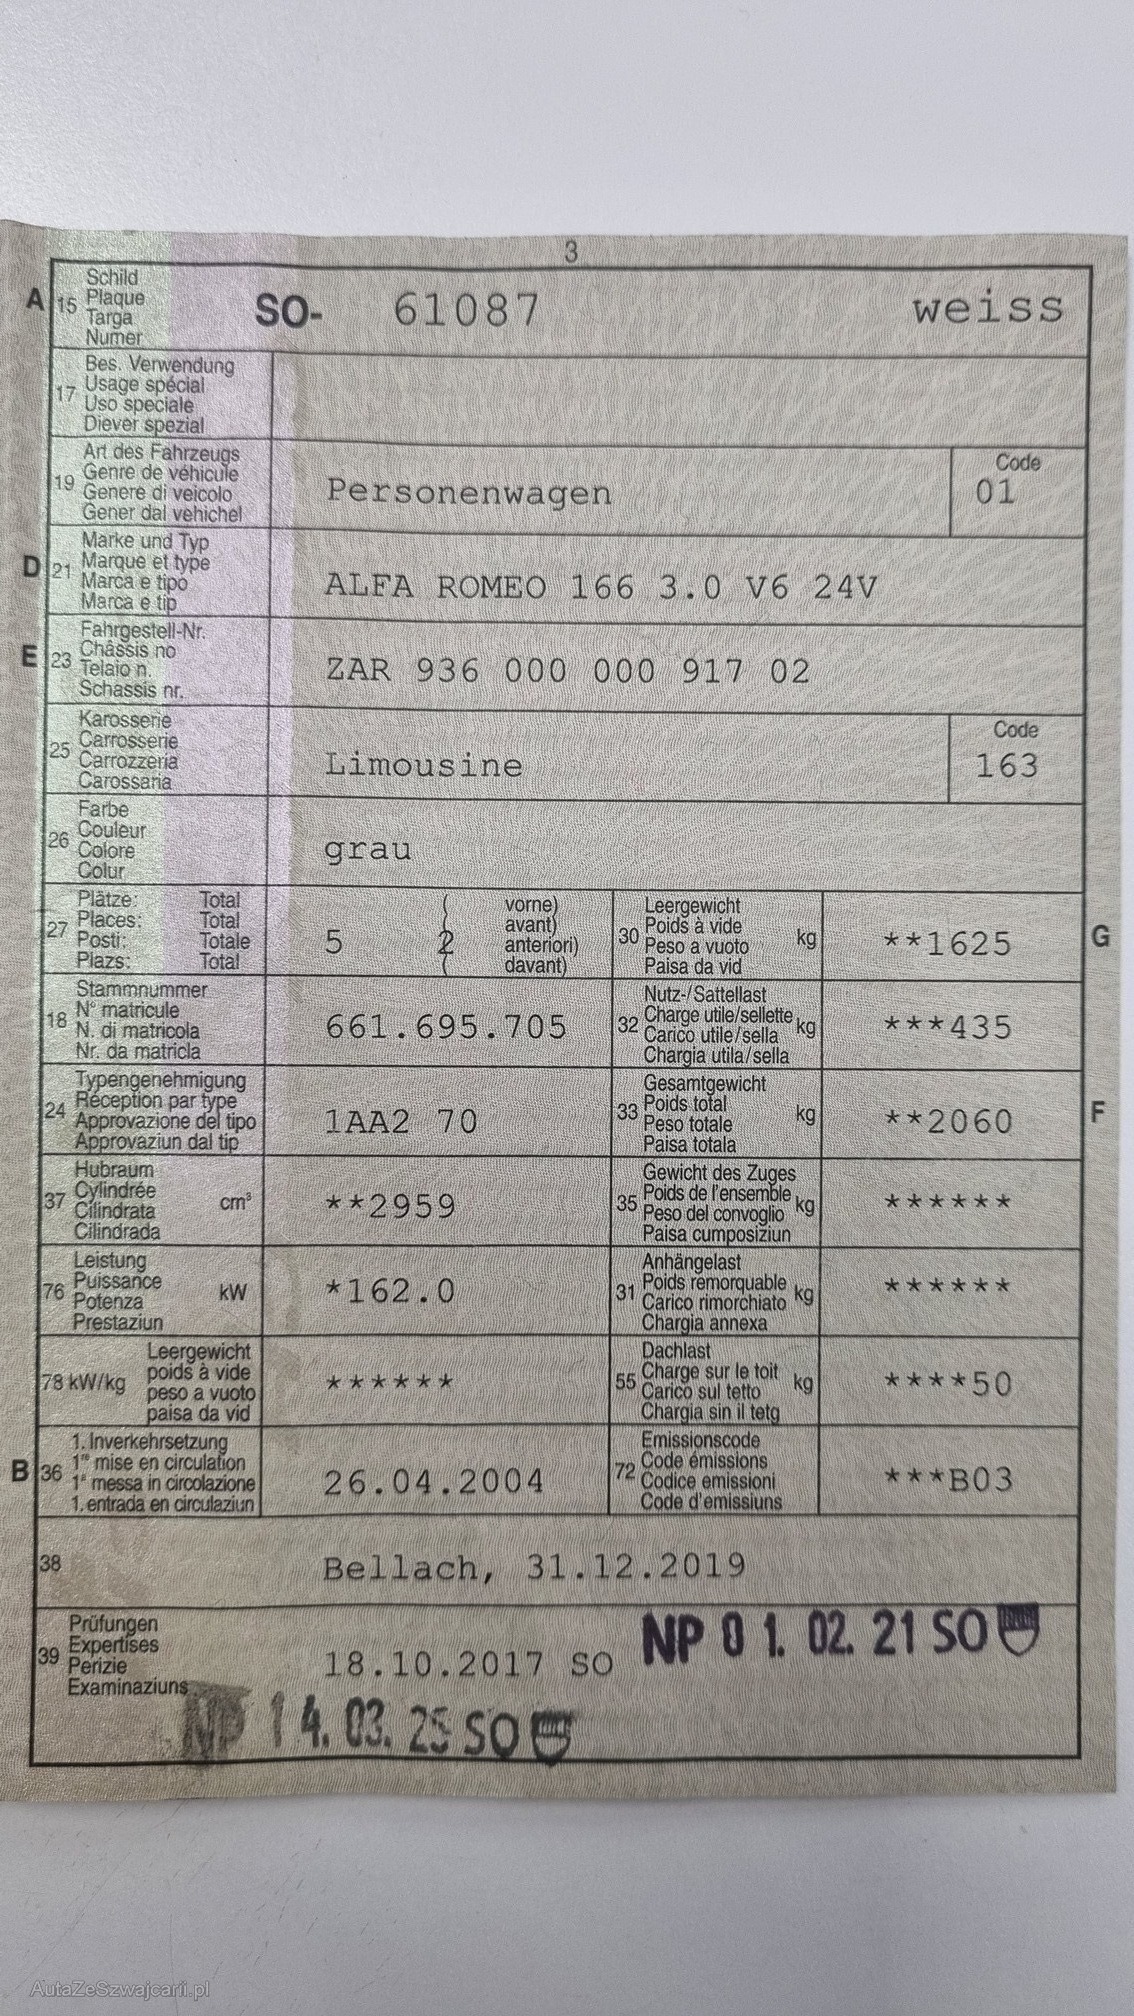 3
A 15 Schild Plaque Targa Numer SO- 61087 weiss
17 Bes. Verwendung Usage spécial Uso speciale Diever spezial
19 Art des Fahrzeugs Genre de véhicule Genere di veicolo Gener dal vehichel Personenwagen Code 01
D 21 Marke und Typ Marque et type Marca e tipo Marca e tip ALFA ROMEO 166 3.0 V6 24V
E 23 Fahrgestell-Nr. Châssis no Telaio n. Schassis nr. ZAR 936 000 000 917 02
25 Karosserie Carrosserie Carrozzeria Carossaria Limousine Code 163
26 Farbe Couleur Colore Colur grau
27 Plätze: Total Places: Total Posti: Totale Plazs: Total 5 ( 2 ( vorne) avant) anteriori) davant) 30 Leergewicht Poids à vide Peso a vuoto Paisa da vid kg **1625 G
18 Stammnummer N° matricule N. di matricola Nr. da matricla 661.695.705 32 Nutz-/Sattellast Charge utile/sellette Carico utile/sella Chargia utila/sella kg ***435
24 Typengenehmigung Réception par type Approvazione del tipo Approvaziun dal tip 1AA2 70 33 Gesamtgewicht Poids total Peso totale Paisa totala kg **2060 F
37 Hubraum Cylindrée Cilindrata Cilindrada cm³ **2959 35 Gewicht des Zuges Poids de l'ensemble Peso del convoglio Paisa cumposiziun kg ******
76 Leistung Puissance Potenza Prestaziun kW *162.0 31 Anhängelast Poids remorquable Carico rimorchiato Chargia annexa kg ******
78 kW/kg Leergewicht poids à vide peso a vuoto paisa da vid ****** 55 Dachlast Charge sur le toit Carico sul tetto Chargia sin il tetg kg ****50
B 36 1. Inverkehrsetzung 1re mise en circulation 1a messa in circolazione 1. entrada en circulaziun 26.04.2004 72 Emissionscode Code émissions Codice emissioni Code d'emissiuns ***B03
38 Bellach, 31.12.2019
39 Prüfungen Expertises Perizie Examinaziuns 18.10.2017 SO NP 0 1. 02. 21 SO
NP 1 4. 03. 25 SO
AutaZeSzwajcarii.pl